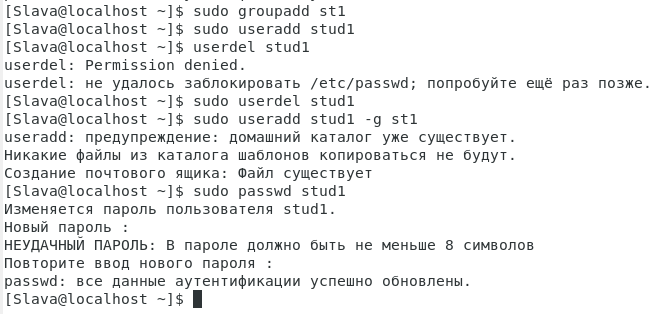 [Slava@localhost ~]$ sudo groupadd st1
[Slava@localhost ~]$ sudo useradd stud1
[Slava@localhost ~]$ userdel stud1
userdel: Permission denied.
userdel: не удалось заблокировать /etc/passwd; попробуйте ещё раз позже.
[Slava@localhost ~]$ sudo userdel stud1
[Slava@localhost ~]$ sudo useradd stud1 -g st1
useradd: предупреждение: домашний каталог уже существует.
Никакие файлы из каталога шаблонов копироваться не будут.
Создание почтового ящика: Файл существует
[Slava@localhost ~]$ sudo passwd stud1
Изменяется пароль пользователя stud1.
Новый пароль :
НЕУДАЧНЫЙ ПАРОЛЬ: В пароле должно быть не меньше 8 символов
Повторите ввод нового пароля :
passwd: все данные аутентификации успешно обновлены.
[Slava@localhost ~]$